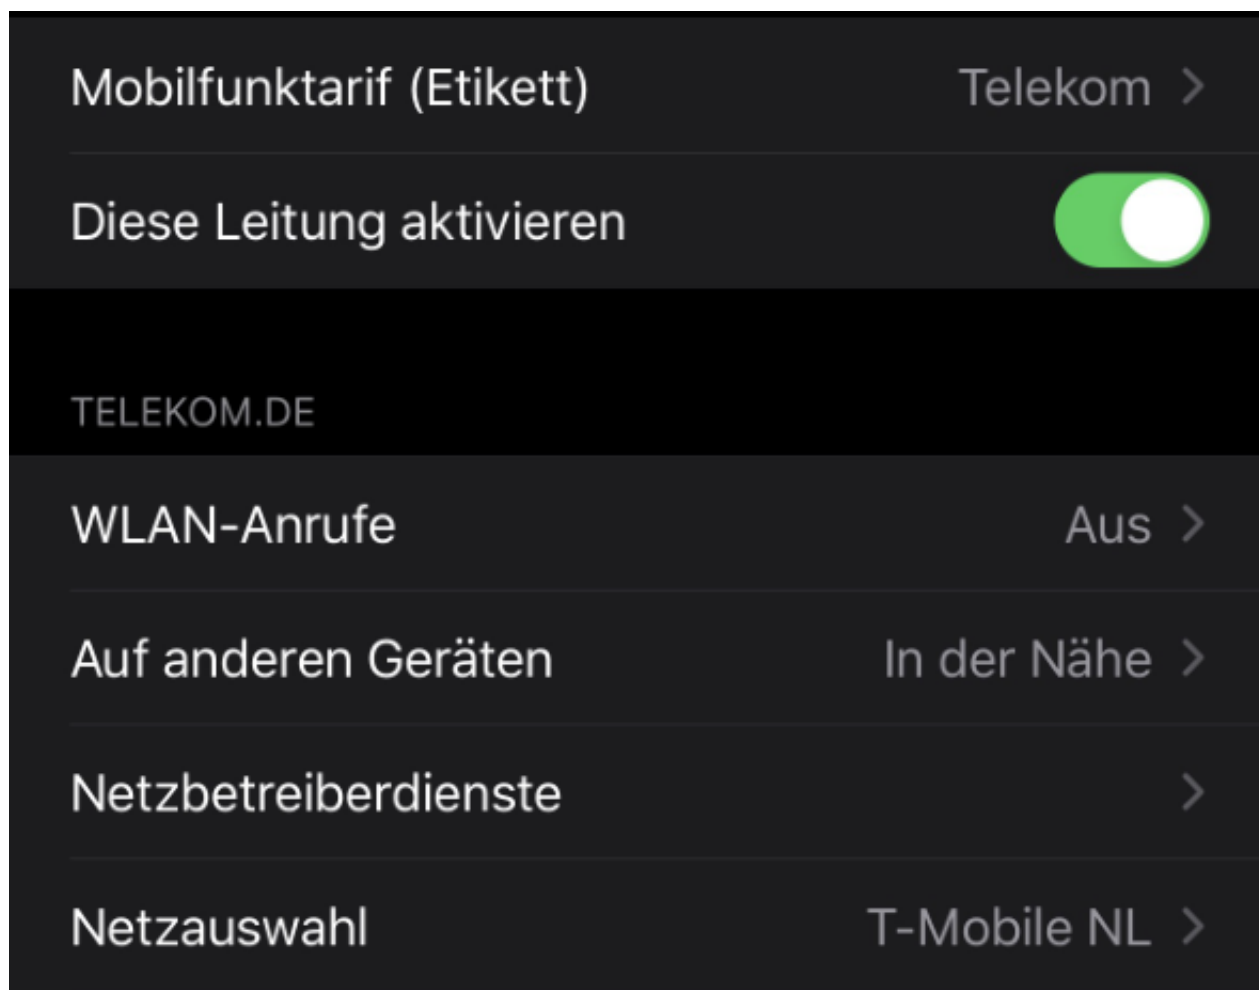 Mobilfunktarif (Etikett) Telekom
Diese Leitung aktivieren
TELEKOM.DE
WLAN-Anrufe Aus
Auf anderen Geräten In der Nähe
Netzbetreiberdienste
Netzauswahl T-Mobile NL